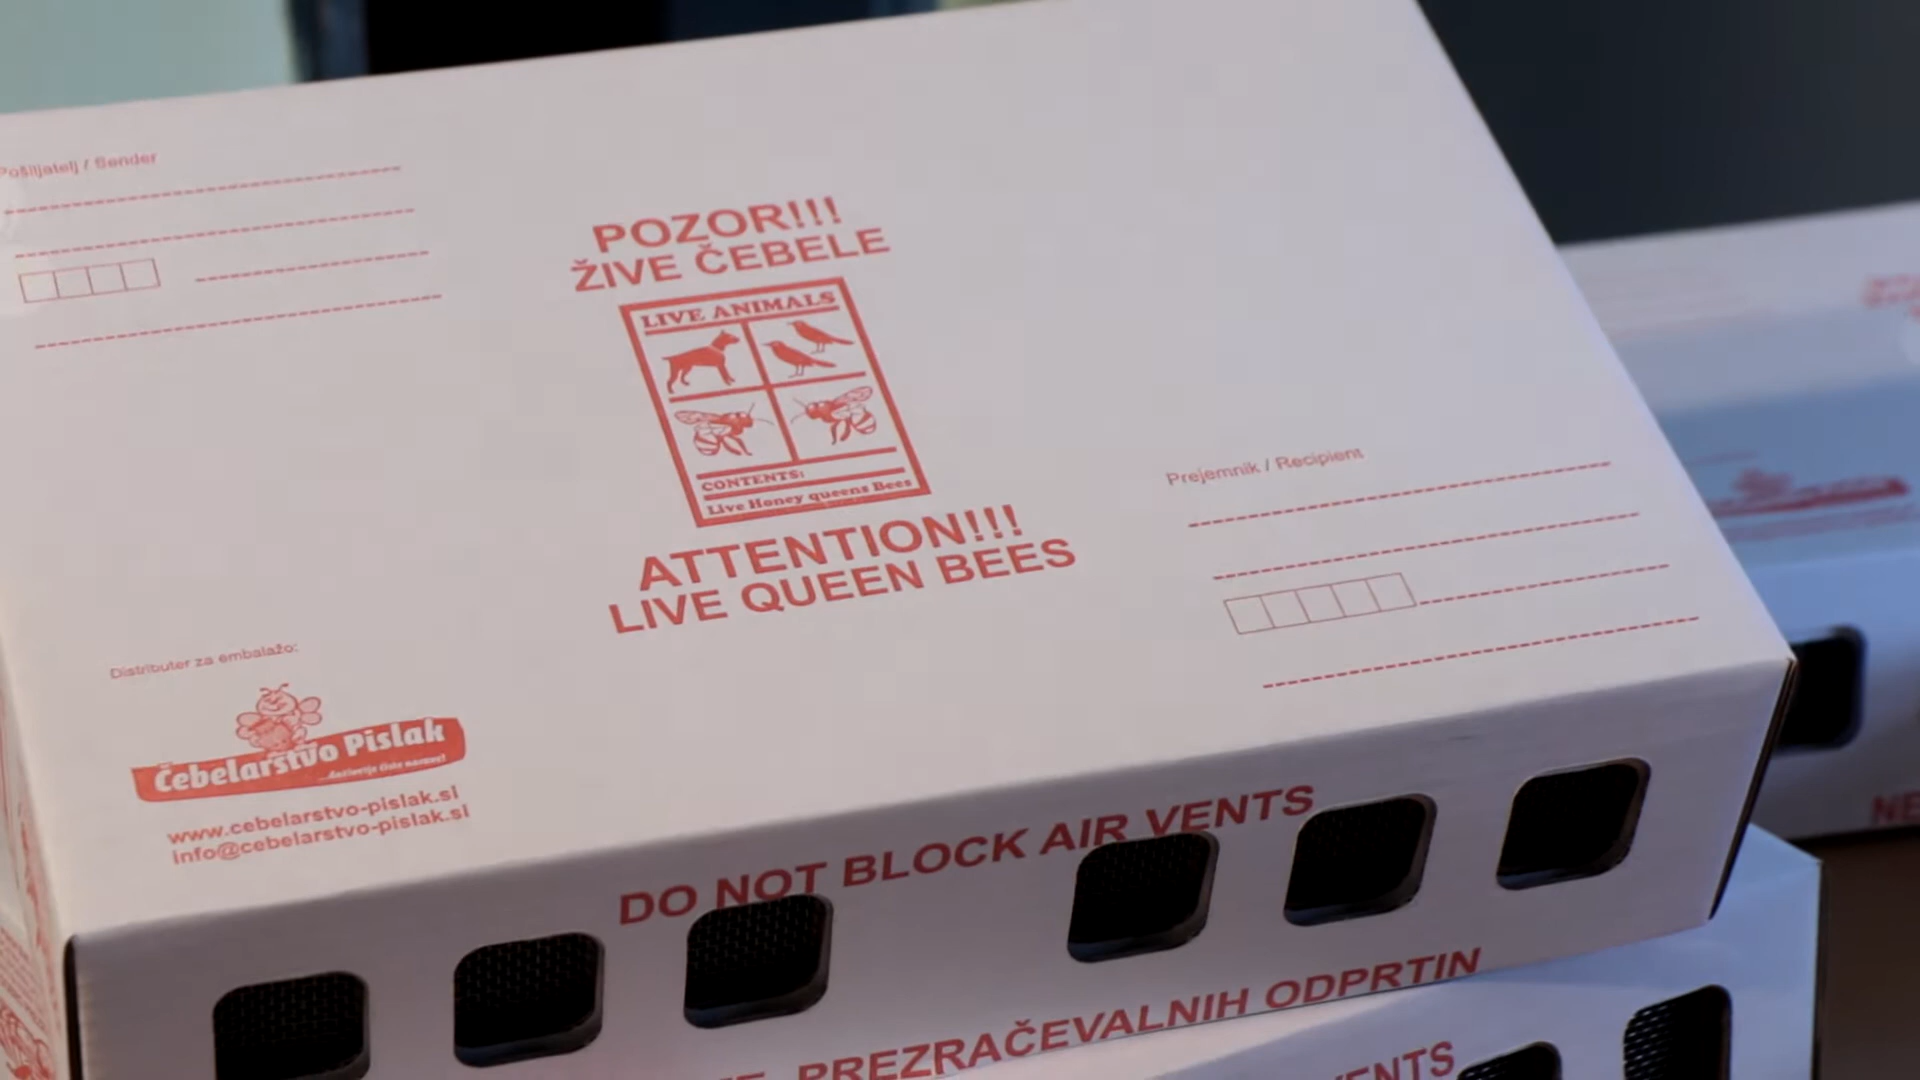 Pošiljatelj / Sender
POZOR!!!
ŽIVE ČEBELE
LIVE ANIMALS
CONTENTS:
Live Honey queens Bees
ATTENTION!!!
LIVE QUEEN BEES
Prejemnik / Recipient
Distributer za embalažo:
Čebelarstvo Pislak
www.cebelarstvo-pislak.si
info@cebelarstvo-pislak.si
DO NOT BLOCK AIR VENTS
PREZRAČEVALNIH ODPRTIN
VENTS
NE